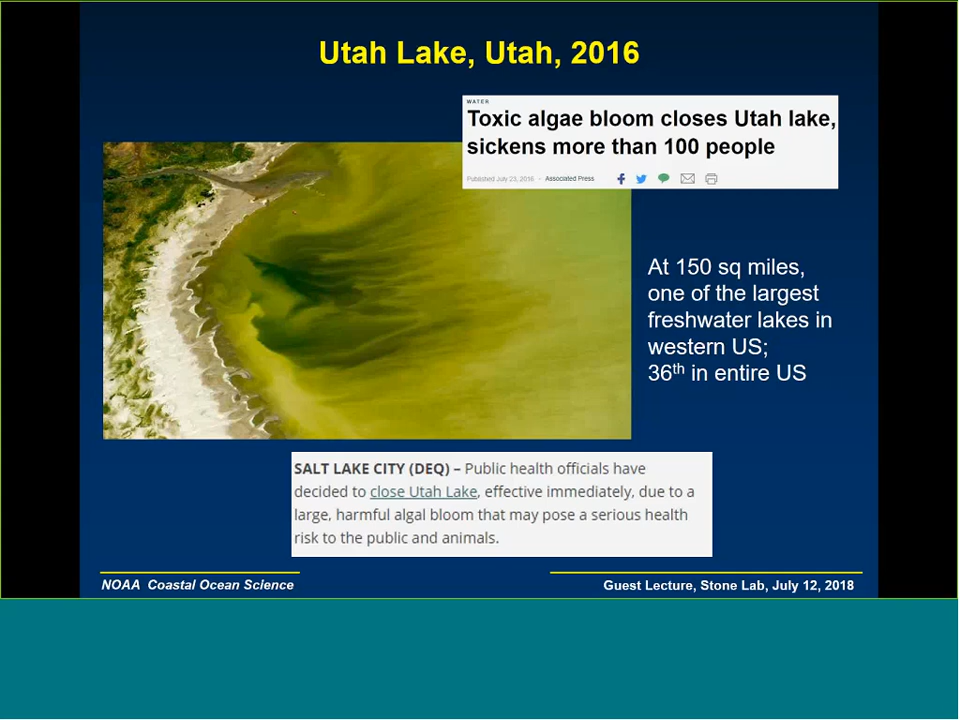 Utah Lake, Utah, 2016
WATER
Toxic algae bloom closes Utah lake,
sickens more than 100 people
Published July 23, 2016 - Associated Press
At 150 sq miles,
one of the largest
freshwater lakes in
western US;
36th in entire US
SALT LAKE CITY (DEQ) – Public health officials have
decided to close Utah Lake, effective immediately, due to a
large, harmful algal bloom that may pose a serious health
risk to the public and animals.
NOAA Coastal Ocean Science
Guest Lecture, Stone Lab, July 12, 2018